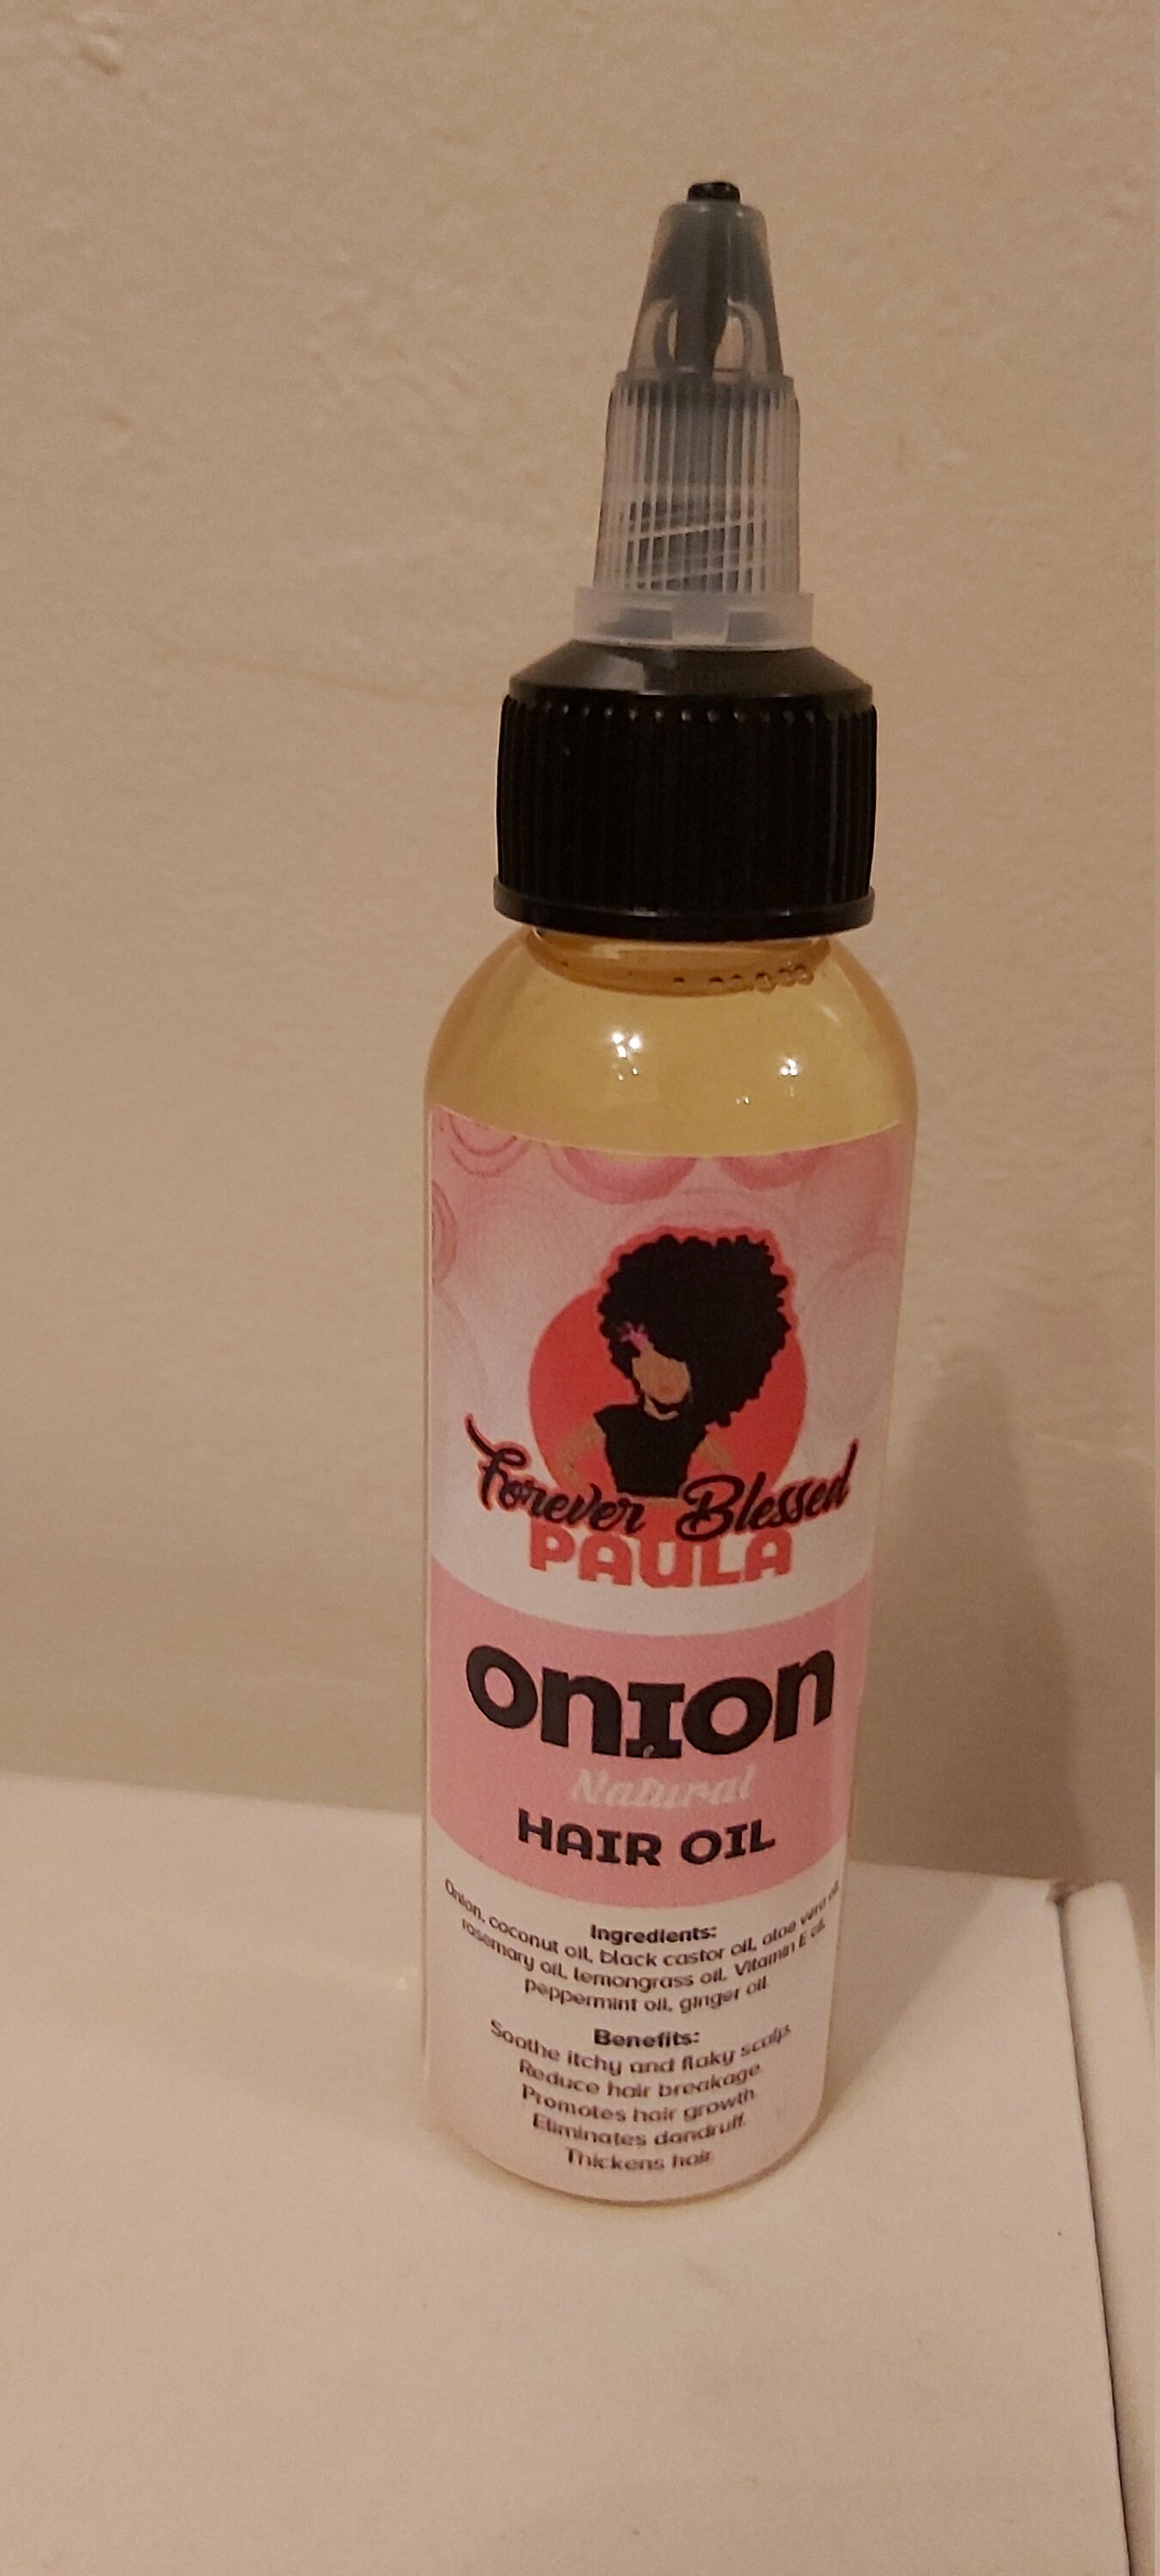 Forever Blessed
PAULA
ONION
Natural
HAIR OIL
Ingredients:
Onion, coconut oil, black castor oil, aloe vera oil,
rosemary oil, lemongrass oil, Vitamin E oil,
peppermint oil, ginger oil.
Benefits:
Soothe itchy and flaky scalp.
Reduce hair breakage.
Promotes hair growth.
Eliminates dandruff.
Thickens hair.